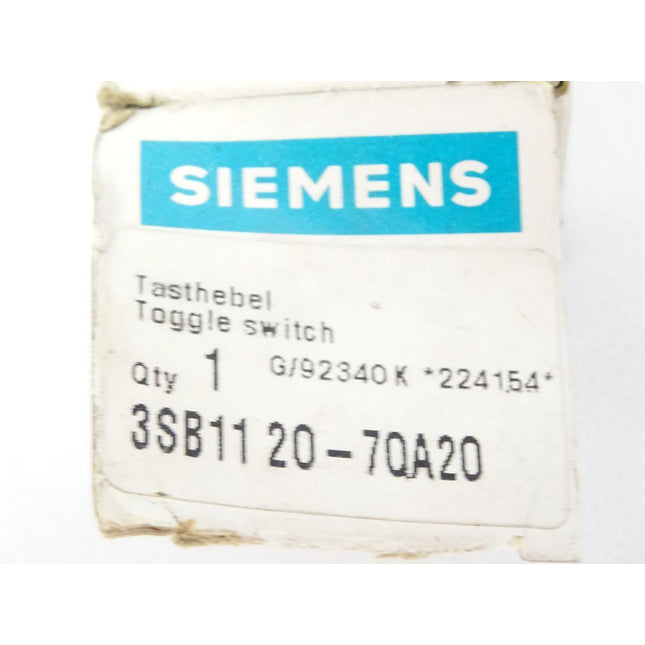 SIEMENS
Tasthebel
Toggle switch
Qty 1 G/92340K *224154*
3SB11 20-7QA20